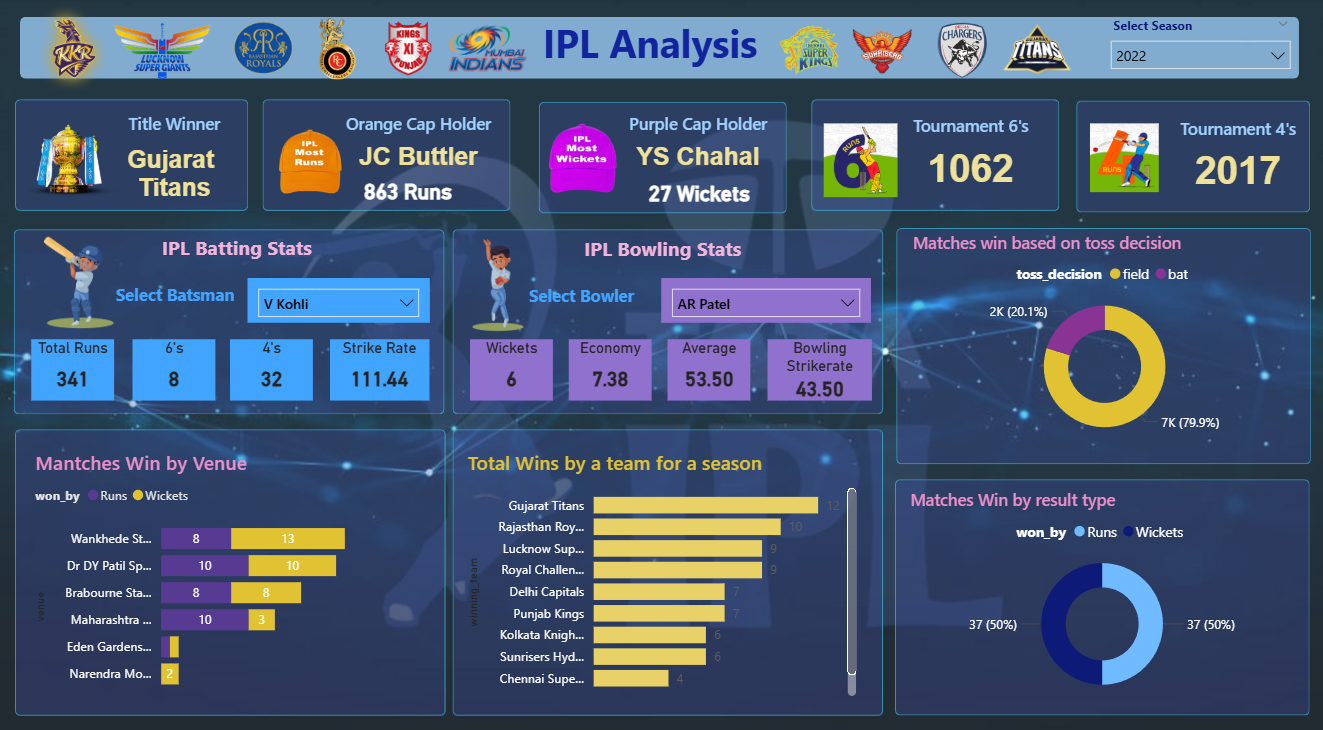 KKR
LUCKNOW
SUPER GIANTS
RR
RAJASTHAN
ROYALS
KINGS
XI
PUNJAB
MUMBAI
INDIANS
IPL Analysis
SUPER
KINGS
SUNRISERS
CHARGERS
TITANS
Select Season
2022
Title Winner
Gujarat
Titans
IPL
Most
Runs
Orange Cap Holder
JC Buttler
863 Runs
IPL
Most
Wickets
Purple Cap Holder
YS Chahal
27 Wickets
6
RUNS
Tournament 6's
1062
4
RUNS
Tournament 4's
2017
IPL Batting Stats
Select Batsman
V Kohli
Total Runs
341
6's
8
4's
32
Strike Rate
111.44
IPL Bowling Stats
Select Bowler
AR Patel
Wickets
6
Economy
7.38
Average
53.50
Bowling
Strikerate
43.50
Matches win based on toss decision
toss_decision field bat
2K (20.1%)
7K (79.9%)
Mantches Win by Venue
won_by Runs Wickets
venue
Wankhede St... 8 13
Dr DY Patil Sp... 10 10
Brabourne Sta... 8 8
Maharashtra ... 10 3
Eden Gardens...
Narendra Mo... 2
Total Wins by a team for a season
winning_team
Gujarat Titans 12
Rajasthan Roy... 10
Lucknow Sup... 9
Royal Challen... 9
Delhi Capitals 7
Punjab Kings 7
Kolkata Knigh... 6
Sunrisers Hyd... 6
Chennai Supe... 4
Matches Win by result type
won_by Runs Wickets
37 (50%)
37 (50%)
IPL